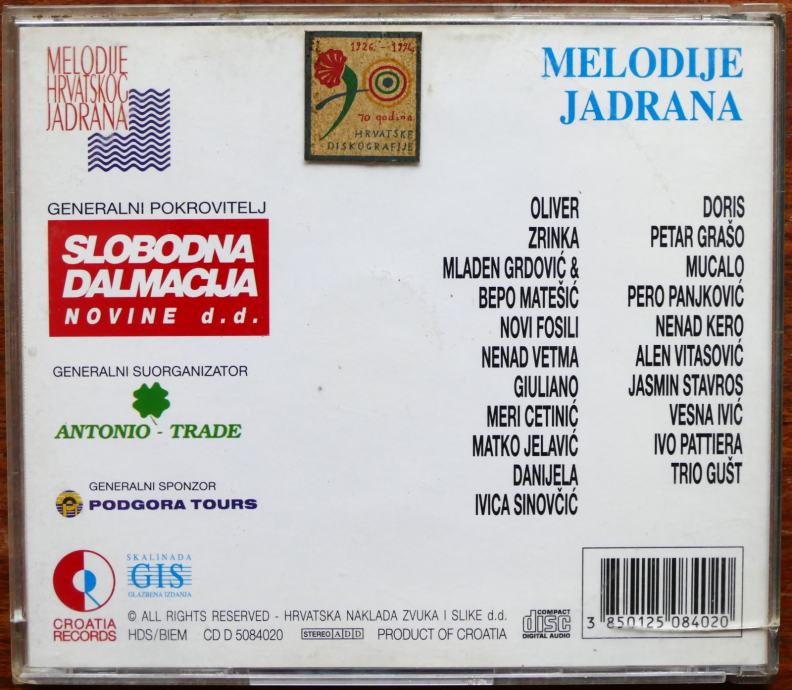 MELODIJE
HRVATSKOG
JADRANA
1926. - 1996.
70 godina
HRVATSKE
DISKOGRAFIJE
MELODIJE
JADRANA
GENERALNI POKROVITELJ
SLOBODNA
DALMACIJA
NOVINE d.d.
GENERALNI SUORGANIZATOR
ANTONIO - TRADE
GENERALNI SPONZOR
PODGORA TOURS
OLIVER
ZRINKA
MLADEN GRDOVIĆ &
BEPO MATEŠIĆ
NOVI FOSILI
NENAD VETMA
GIULIANO
MERI CETINIĆ
MATKO JELAVIĆ
DANIJELA
IVICA SINOVČIĆ
DORIS
PETAR GRAŠO
MUCALO
PERO PANJKOVIĆ
NENAD KERO
ALEN VITASOVIĆ
JASMIN STAVROS
VESNA IVIĆ
IVO PATTIERA
TRIO GUŠT
CROATIA
RECORDS
SKALINADA
GIS
GLAZBENA IZDANJA
© ALL RIGHTS RESERVED - HRVATSKA NAKLADA ZVUKA I SLIKE d.d.
HDS/BIEM CD D 5084020 STEREO ADD PRODUCT OF CROATIA
COMPACT
disc
DIGITAL AUDIO
3 850125 084020